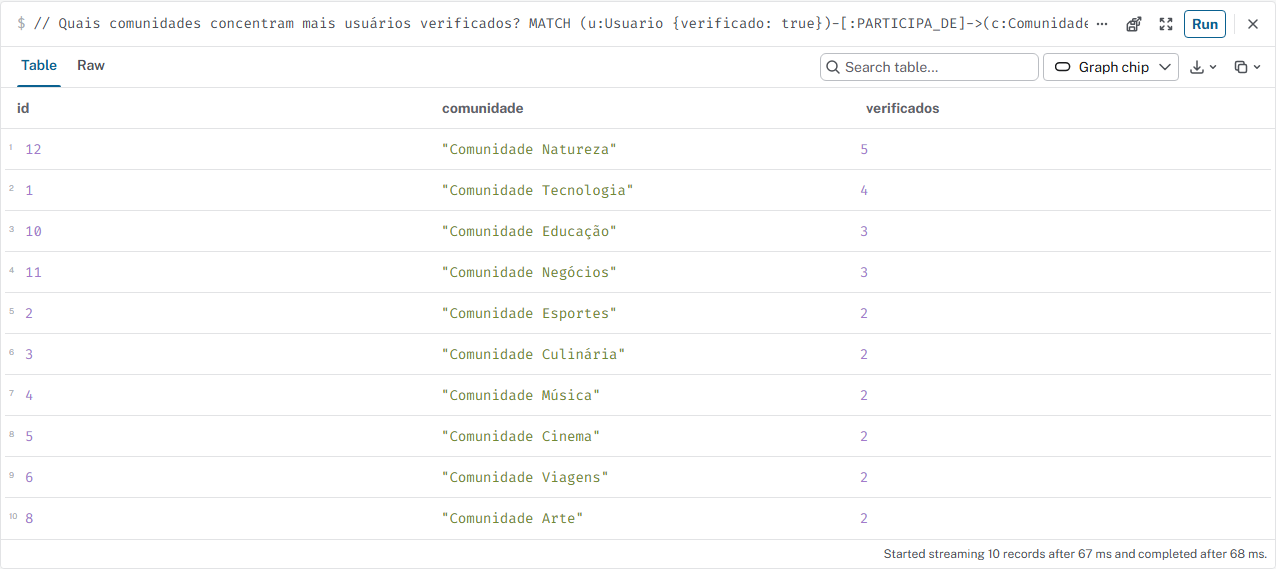 $ // Quais comunidades concentram mais usuários verificados? MATCH (u:Usuario {verificado: true})-[:PARTICIPA_DE]->(c:Comunidade ··· Run
Table Raw Search table... Graph chip
id comunidade verificados
1 12 "Comunidade Natureza" 5
2 1 "Comunidade Tecnologia" 4
3 10 "Comunidade Educação" 3
4 11 "Comunidade Negócios" 3
5 2 "Comunidade Esportes" 2
6 3 "Comunidade Culinária" 2
7 4 "Comunidade Música" 2
8 5 "Comunidade Cinema" 2
9 6 "Comunidade Viagens" 2
10 8 "Comunidade Arte" 2
Started streaming 10 records after 67 ms and completed after 68 ms.